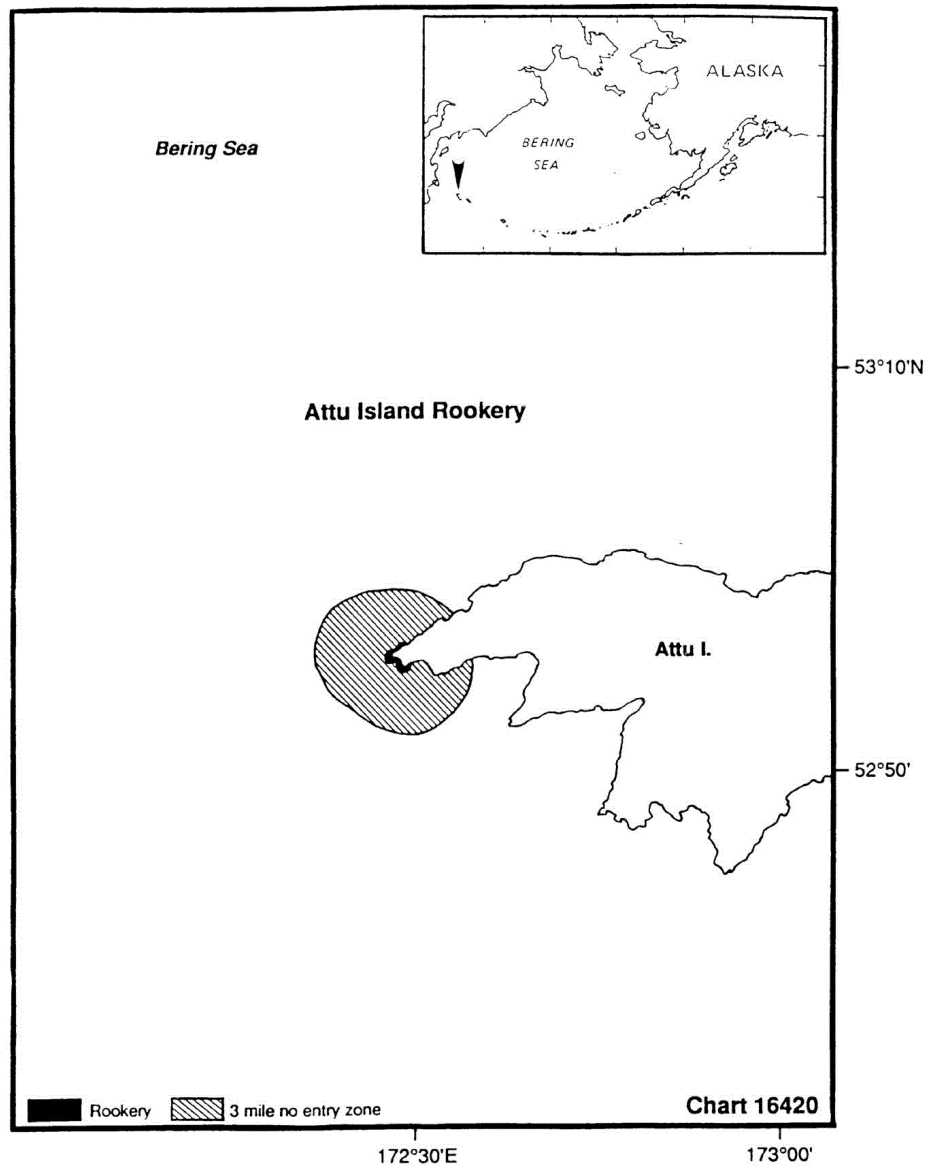 ALASKA
BERING
SEA
Bering Sea
53°10'N
Attu Island Rookery
Attu I.
52°50'
Rookery
3 mile no entry zone
Chart 16420
172°30'E
173°00'